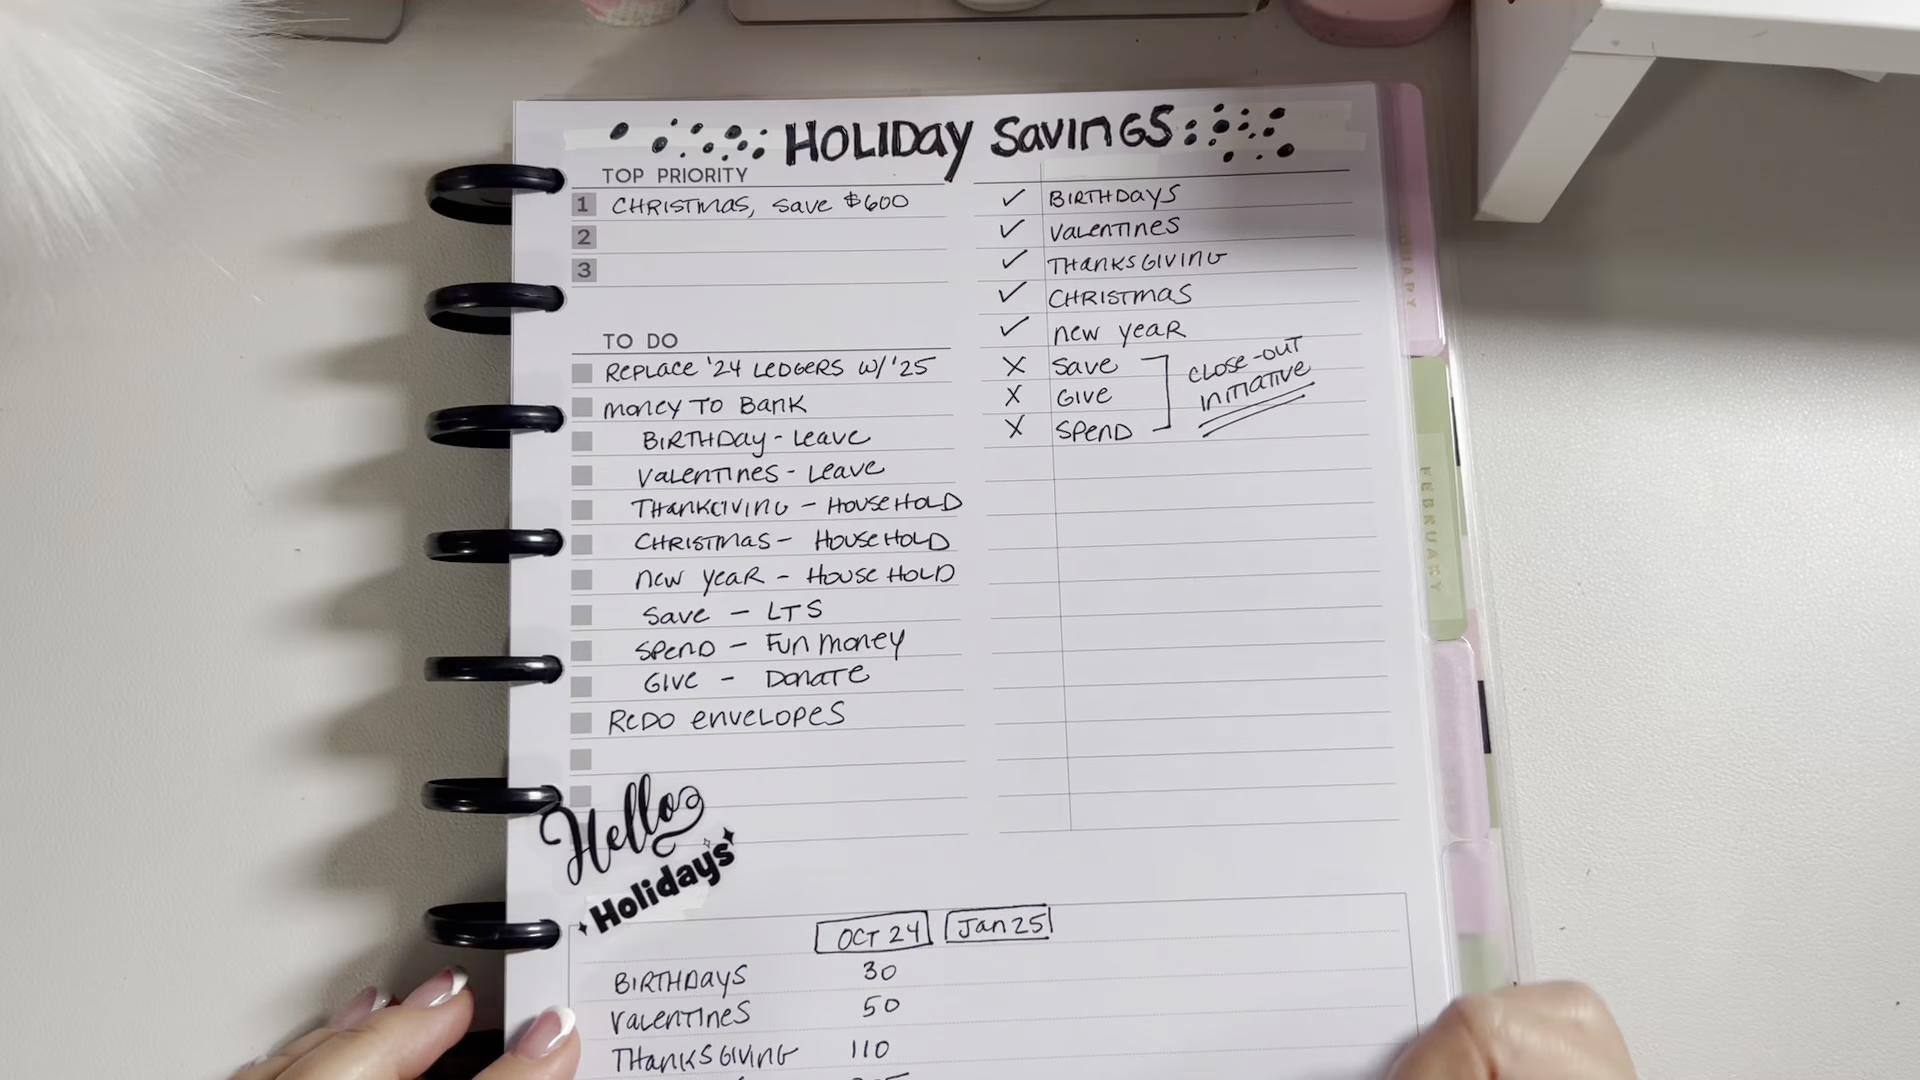 HOLIDAY SAVINGS
TOP PRIORITY
1 CHRISTMAS, SAVE $600
2
3
TO DO
REPLACE '24 LEDGERS W/ '25
MONEY TO BANK
BIRTHDAY - LEAVE
VALENTINES - LEAVE
THANKGIVING - HOUSEHOLD
CHRISTMAS - HOUSEHOLD
NEW YEAR - HOUSEHOLD
SAVE - LTS
SPEND - FUN MONEY
GIVE - DONATE
REDO ENVELOPES
✓ BIRTHDAYS
✓ VALENTINES
✓ THANKSGIVING
✓ CHRISTMAS
✓ NEW YEAR
X SAVE
X GIVE
X SPEND
CLOSE-OUT
INITIATIVE
Hello
Holidays
OCT 24 Jan 25
BIRTHDAYS 30
VALENTINES 50
THANKSGIVING 110
FEBRUARY